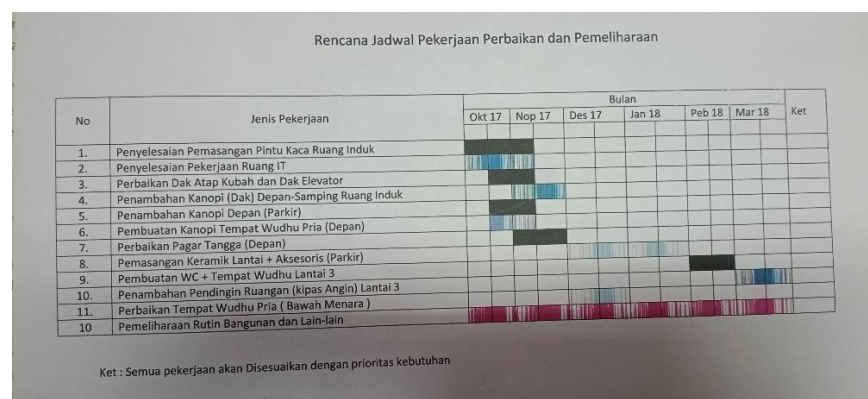 Rencana Jadwal Pekerjaan Perbaikan dan Pemeliharaan
No Jenis Pekerjaan Bulan Ket
Okt 17 Nop 17 Des 17 Jan 18 Peb 18 Mar 18
1. Penyelesaian Pemasangan Pintu Kaca Ruang Induk
2. Penyelesaian Pekerjaan Ruang IT
3. Perbaikan Dak Atap Kubah dan Dak Elevator
4. Penambahan Kanopi (Dak) Depan-Samping Ruang Induk
5. Penambahan Kanopi Depan (Parkir)
6. Pembuatan Kanopi Tempat Wudhu Pria (Depan)
7. Perbaikan Pagar Tangga (Depan)
8. Pemasangan Keramik Lantai + Aksesoris (Parkir)
9. Pembuatan WC + Tempat Wudhu Lantai 3
10. Penambahan Pendingin Ruangan (kipas Angin) Lantai 3
11. Perbaikan Tempat Wudhu Pria ( Bawah Menara )
10 Pemeliharaan Rutin Bangunan dan Lain-lain
Ket : Semua pekerjaan akan Disesuaikan dengan prioritas kebutuhan